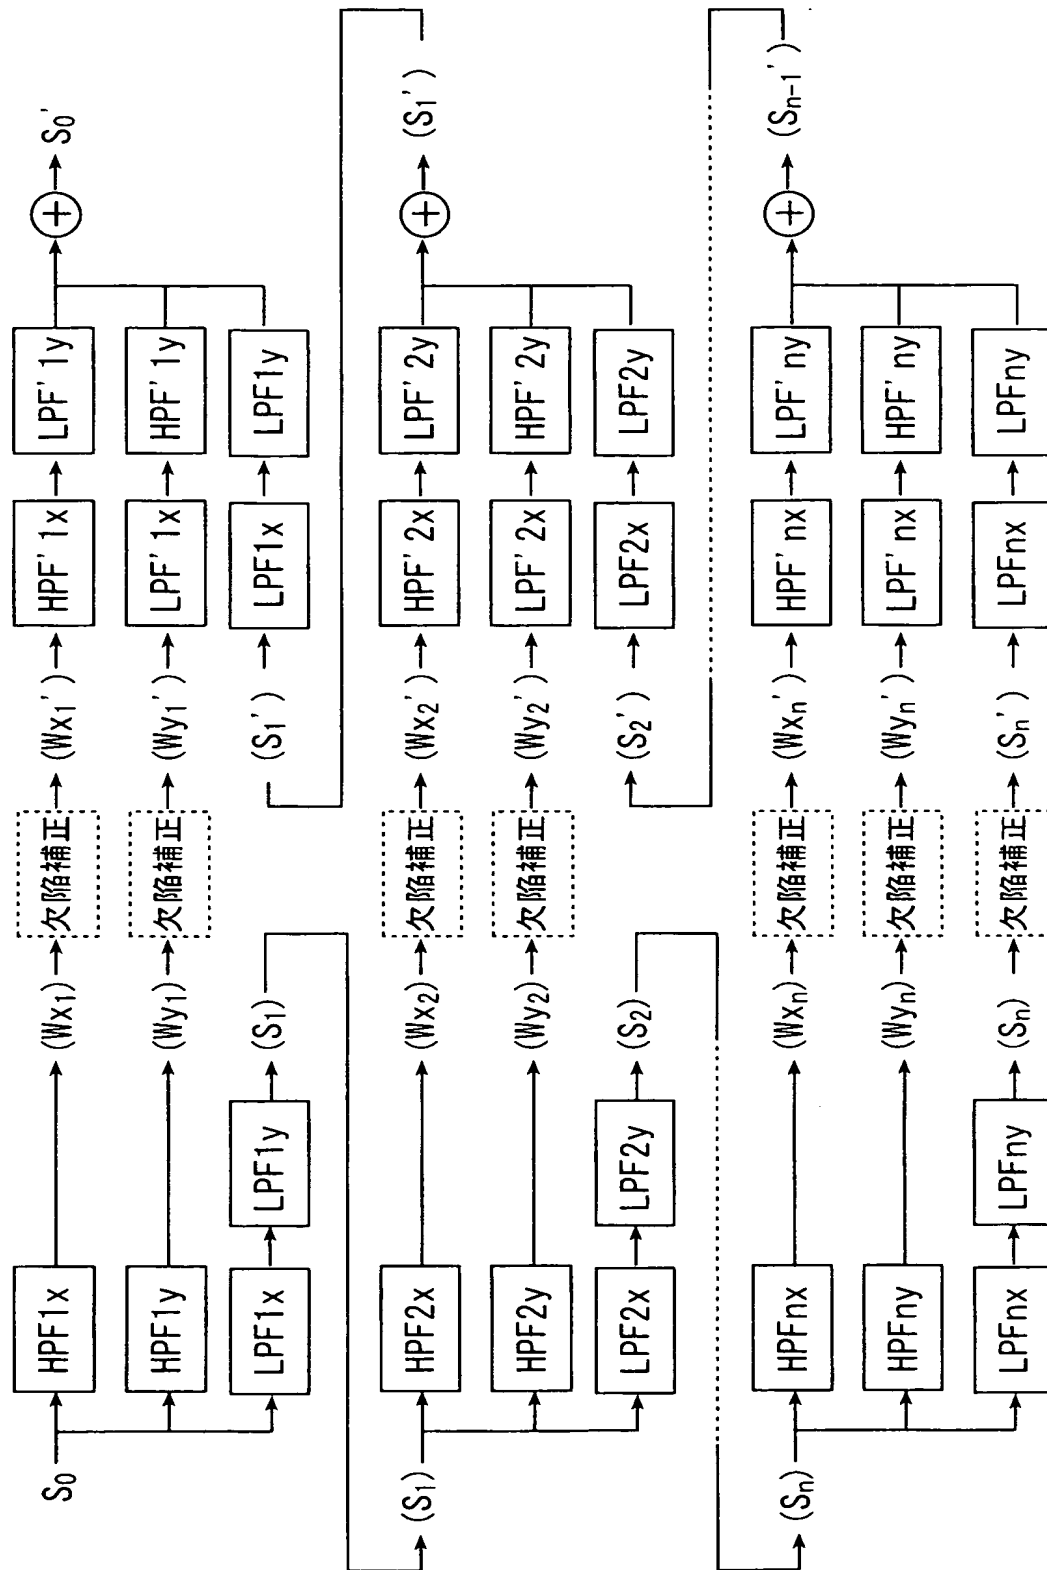 S0
HPF1x
(Wx1)
欠陥補正
(Wx1')
HPF'1x
LPF'1y
S0'
HPF1y
(Wy1)
欠陥補正
(Wy1')
LPF'1x
HPF'1y
LPF1x
LPF1y
(S1)
(S1')
LPF1x
LPF1y
(S1)
HPF2x
(Wx2)
欠陥補正
(Wx2')
HPF'2x
LPF'2y
(S1')
HPF2y
(Wy2)
欠陥補正
(Wy2')
LPF'2x
HPF'2y
LPF2x
LPF2y
(S2)
(S2')
LPF2x
LPF2y
(Sn)
HPFnx
(Wxn)
欠陥補正
(Wxn')
HPF'nx
LPF'ny
(Sn-1')
HPFny
(Wyn)
欠陥補正
(Wyn')
LPF'nx
HPF'ny
LPFnx
LPFny
(Sn)
欠陥補正
(Sn')
LPFnx
LPFny